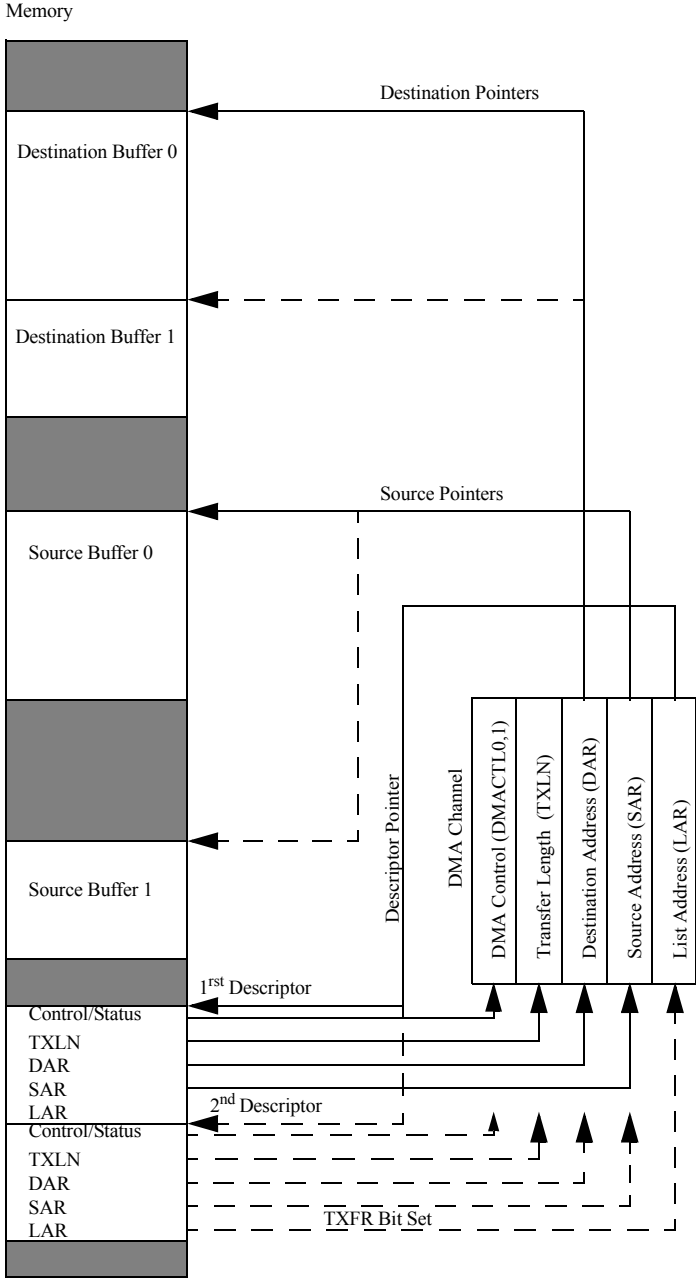 Memory
Destination Pointers
Destination Buffer 0
Destination Buffer 1
Source Pointers
Source Buffer 0
Source Buffer 1
Descriptor Pointer
DMA Channel
DMA Control (DMACTL0,1)
Transfer Length (TXLN)
Destination Address (DAR)
Source Address (SAR)
List Address (LAR)
1rst Descriptor
Control/Status
TXLN
DAR
SAR
LAR
2nd Descriptor
Control/Status
TXLN
DAR
SAR
TXFR Bit Set
LAR